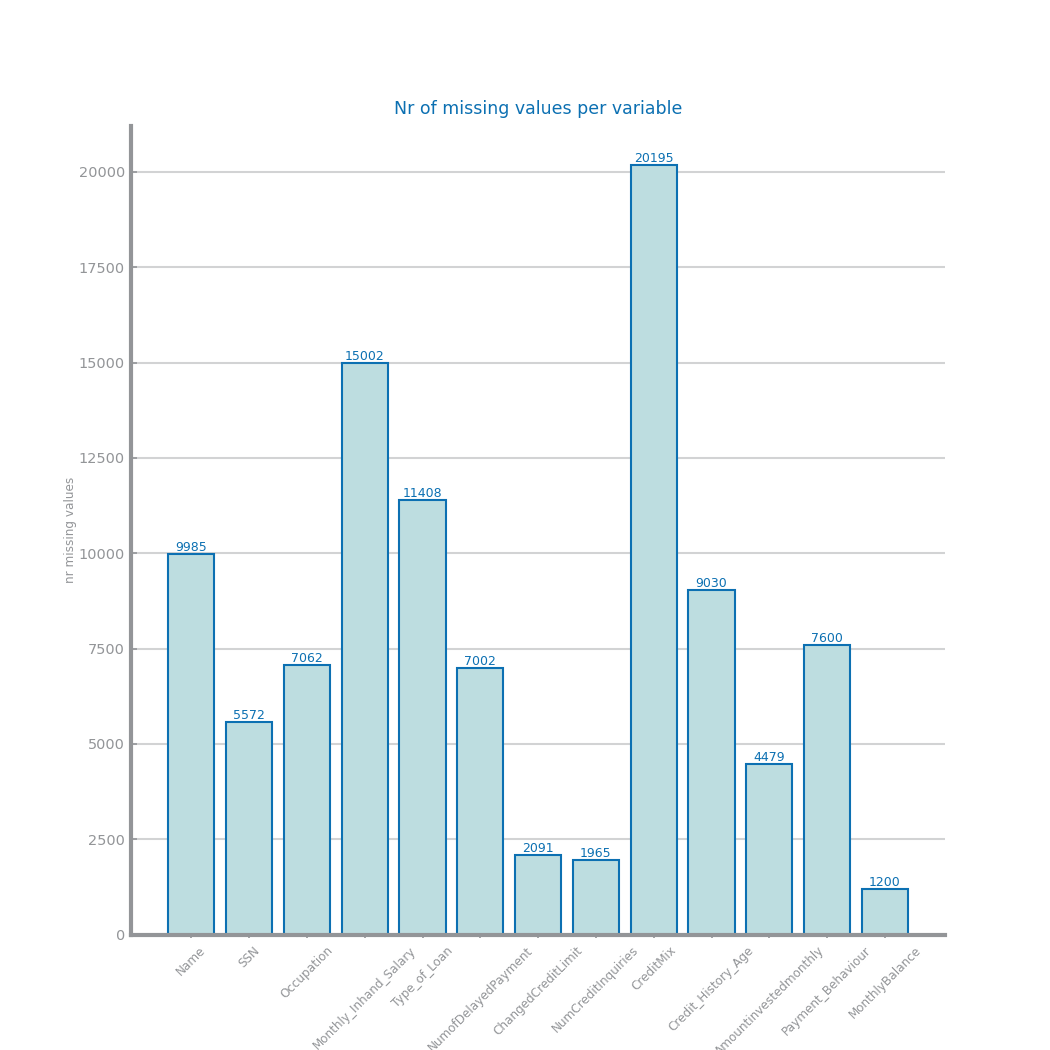 Nr of missing values per variable
nr missing values
20000
17500
15000
12500
10000
7500
5000
2500
0
9985
5572
7062
15002
11408
7002
2091
1965
20195
9030
4479
7600
1200
Name
SSN
Occupation
Monthly_Inhand_Salary
Type_of_Loan
NumofDelayedPayment
ChangedCreditLimit
NumCreditInquiries
CreditMix
Credit_History_Age
Amountinvestedmonthly
Payment_Behaviour
MonthlyBalance